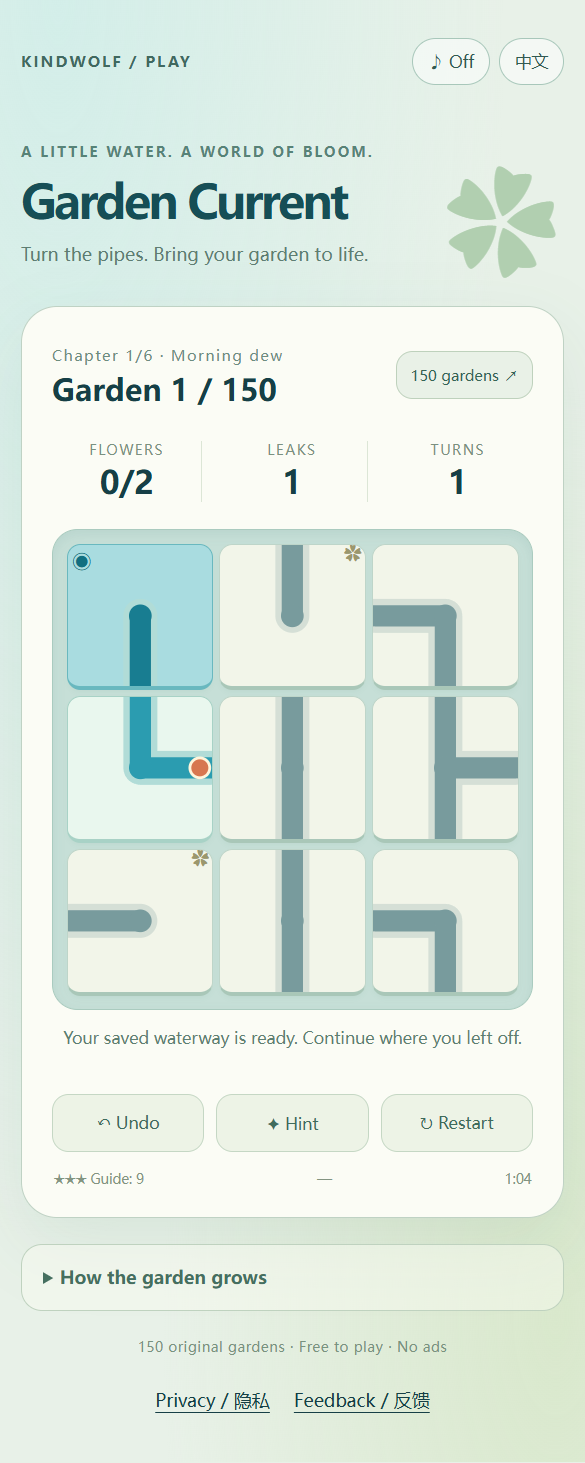 KINDWOLF / PLAY
♪ Off
中文
A LITTLE WATER. A WORLD OF BLOOM.
Garden Current
Turn the pipes. Bring your garden to life.
Chapter 1/6 · Morning dew
Garden 1 / 150
150 gardens ↗
FLOWERS
LEAKS
TURNS
0/2
1
1
Your saved waterway is ready. Continue where you left off.
↶ Undo
✦ Hint
↻ Restart
★★★ Guide: 9
—
1:04
▶ How the garden grows
150 original gardens · Free to play · No ads
Privacy / 隐私
Feedback / 反馈